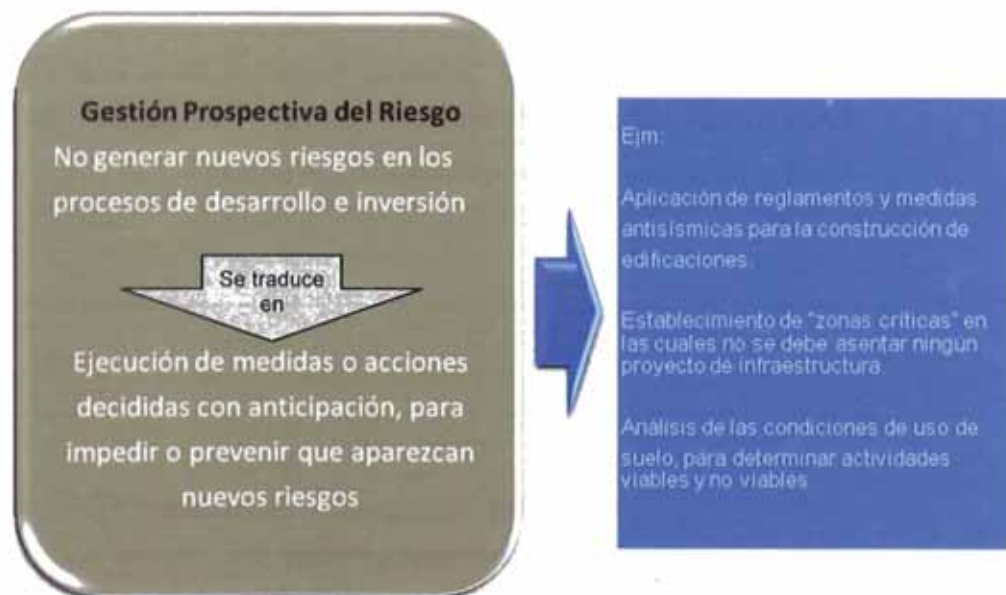 Gestión Prospectiva del Riesgo
No generar nuevos riesgos en los
procesos de desarrollo e inversión
Se traduce
en
Ejecución de medidas o acciones
decididas con anticipación, para
impedir o prevenir que aparezcan
nuevos riesgos
Ejm:
Aplicación de reglamentos y medidas
antisísmicas para la construcción de
edificaciones.
Establecimiento de "zonas críticas" en
las cuales no se debe asentar ningún
proyecto de infraestructura.
Análisis de las condiciones de uso de
suelo, para determinar actividades
viables y no viables